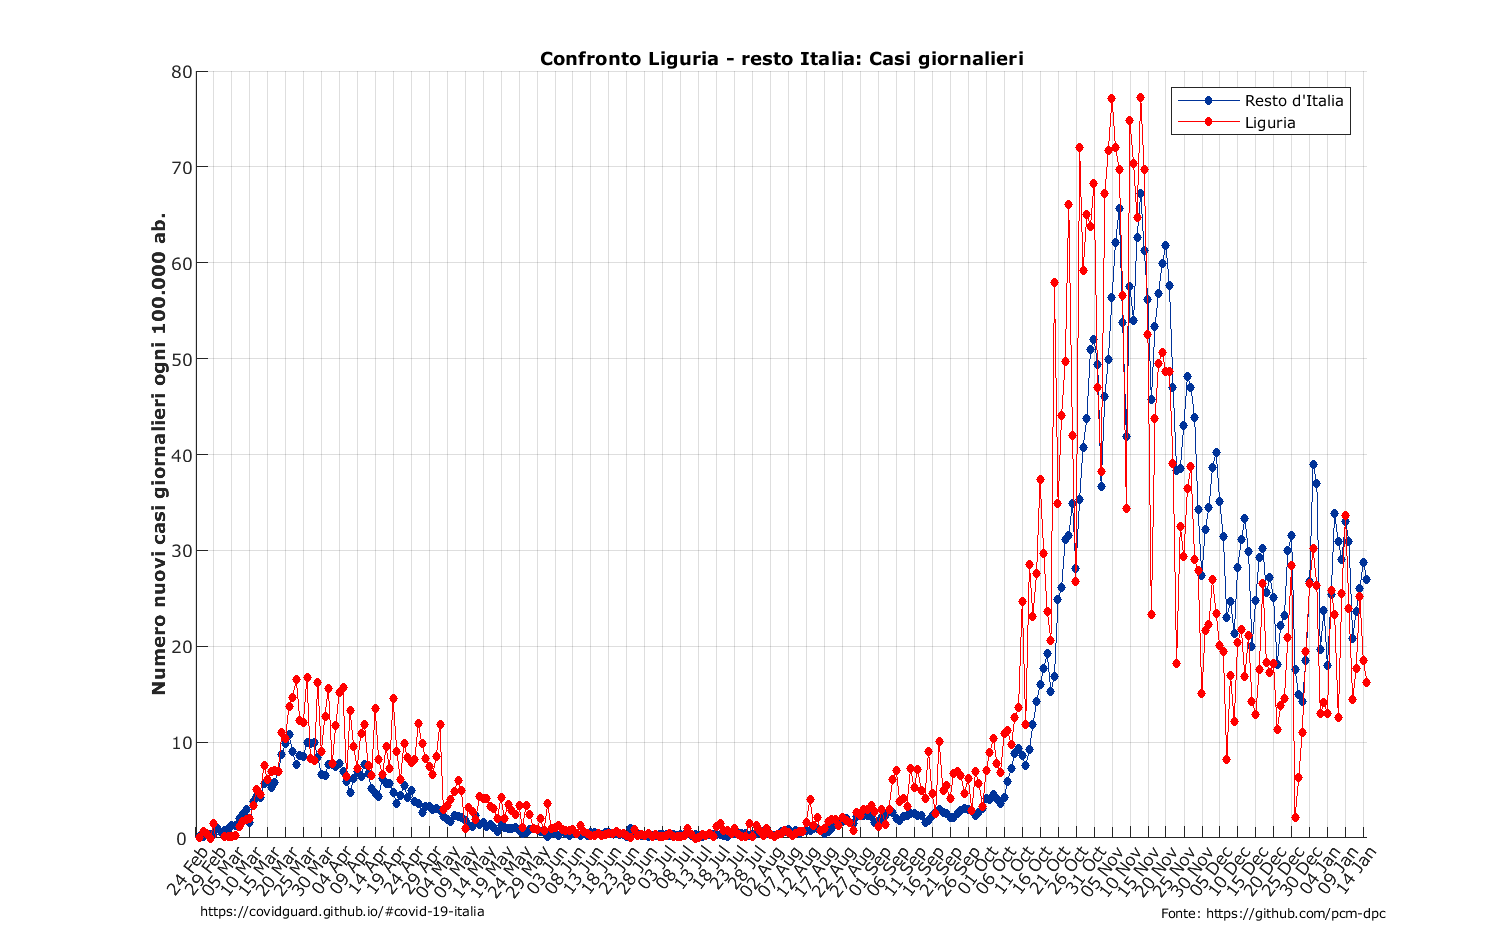 Confronto Liguria - resto Italia: Casi giornalieri
Numero nuovi casi giornalieri ogni 100.000 ab.
80
70
60
50
40
30
20
10
0
Resto d'Italia
Liguria
24 Feb
29 Feb
05 Mar
10 Mar
15 Mar
20 Mar
25 Mar
30 Mar
04 Apr
09 Apr
14 Apr
19 Apr
24 Apr
29 Apr
04 May
09 May
14 May
19 May
24 May
29 May
03 Jun
08 Jun
13 Jun
18 Jun
23 Jun
28 Jun
03 Jul
08 Jul
13 Jul
18 Jul
23 Jul
28 Jul
02 Aug
07 Aug
12 Aug
17 Aug
22 Aug
27 Aug
01 Sep
06 Sep
11 Sep
16 Sep
21 Sep
26 Sep
01 Oct
06 Oct
11 Oct
16 Oct
21 Oct
26 Oct
31 Oct
05 Nov
10 Nov
15 Nov
20 Nov
25 Nov
30 Nov
05 Dec
10 Dec
15 Dec
20 Dec
25 Dec
30 Dec
04 Jan
09 Jan
14 Jan
https://covidguard.github.io/#covid-19-italia
Fonte: https://github.com/pcm-dpc